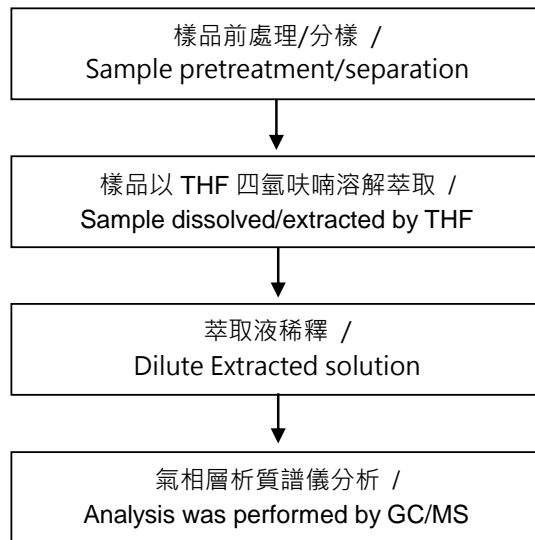 樣品前處理/分樣 /
Sample pretreatment/separation
樣品以 THF 四氫呋喃溶解萃取 /
Sample dissolved/extracted by THF
萃取液稀釋 /
Dilute Extracted solution
氣相層析質譜儀分析 /
Analysis was performed by GC/MS